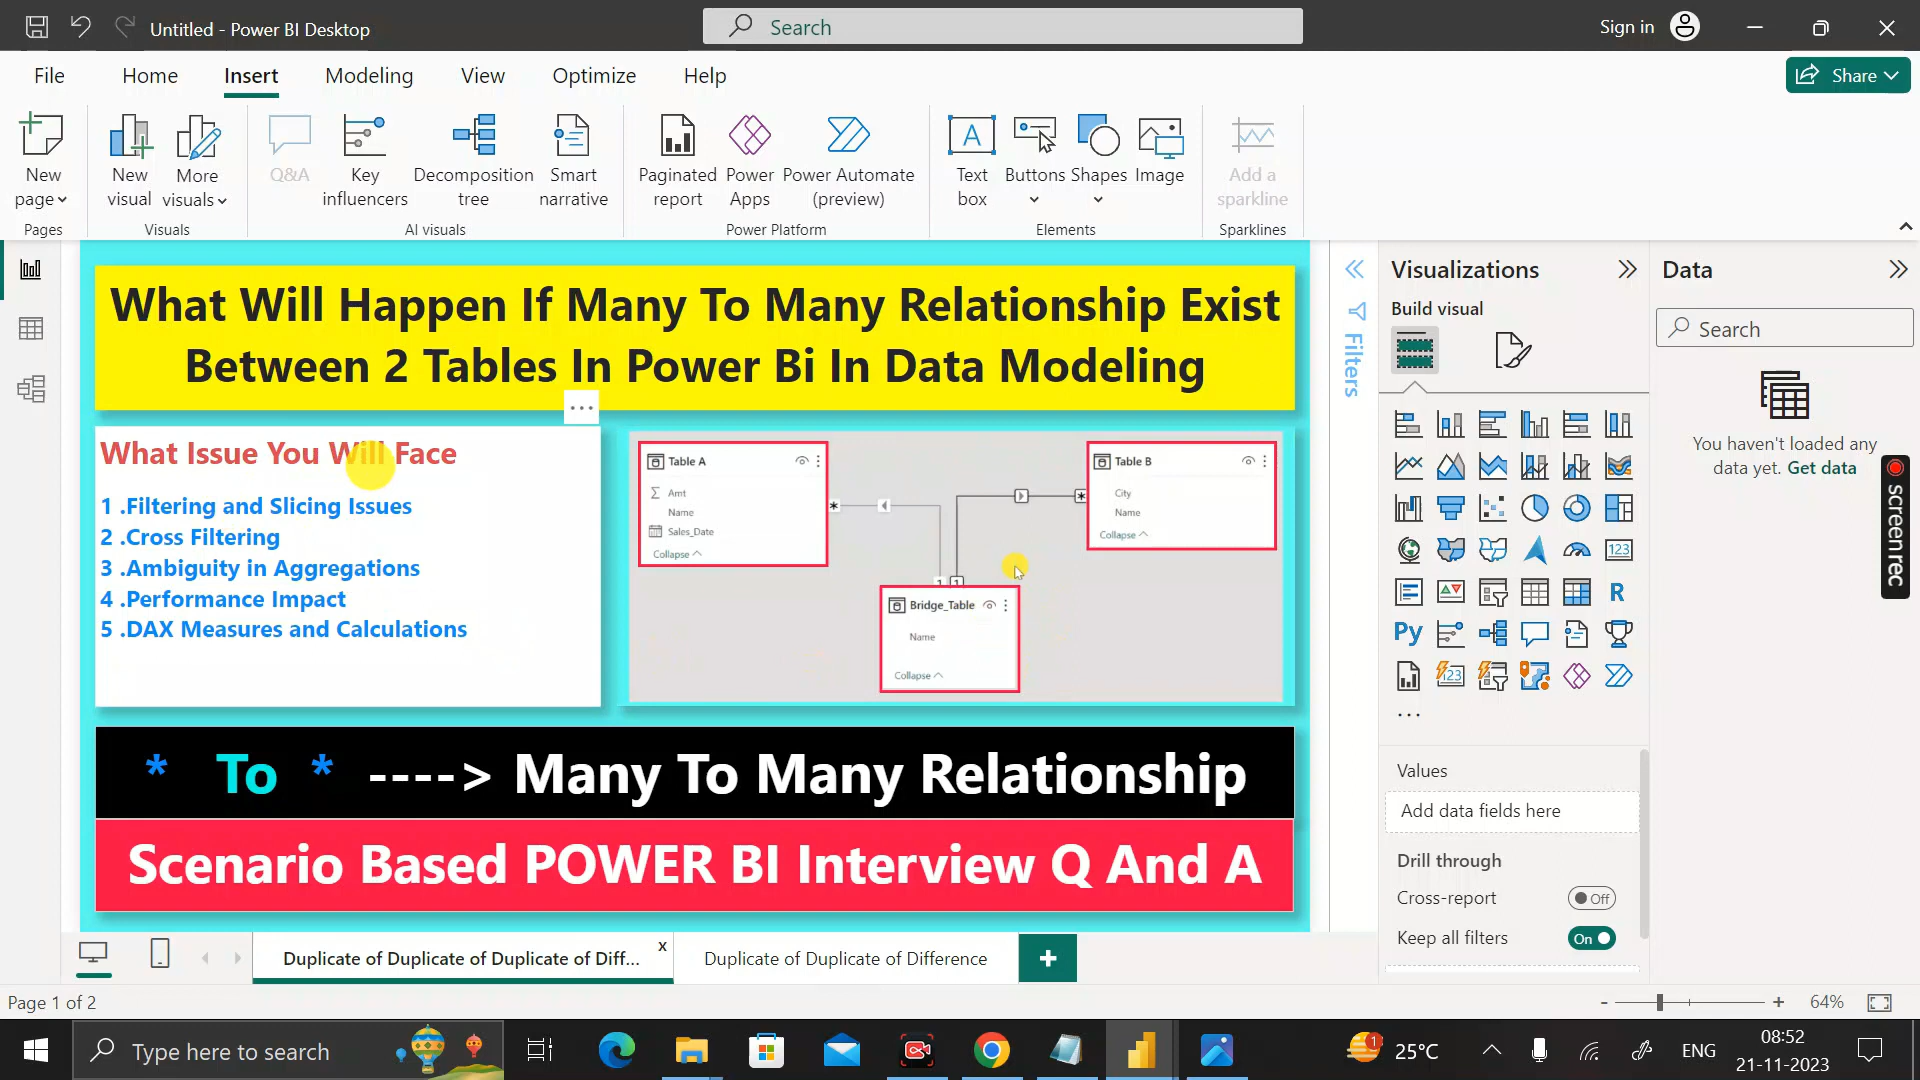 Untitled - Power BI Desktop
Search
Sign in
File
Home
Insert
Modeling
View
Optimize
Help
Share
New page
New visual
More visuals
Q&A
Key influencers
Decomposition tree
Smart narrative
Paginated report
Power Apps
Power Automate (preview)
Text box
Buttons
Shapes
Image
Add a sparkline
Pages
Visuals
AI visuals
Power Platform
Elements
Sparklines
What Will Happen If Many To Many Relationship Exist
Between 2 Tables In Power Bi In Data Modeling
What Issue You Will Face
1 .Filtering and Slicing Issues
2 .Cross Filtering
3 .Ambiguity in Aggregations
4 .Performance Impact
5 .DAX Measures and Calculations
Table A
Σ Amt
Name
Sales_Date
Collapse
*
Table B
City
Name
Collapse
*
1
1
Bridge_Table
Name
Collapse
* To * ----> Many To Many Relationship
Scenario Based POWER BI Interview Q And A
Filters
Visualizations
Build visual
123
R
Py
123
...
Values
Add data fields here
Drill through
Cross-report
Off
Keep all filters
On
Data
Search
You haven't loaded any
data yet. Get data
screen rec
Duplicate of Duplicate of Duplicate of Diff...
x
Duplicate of Duplicate of Difference
+
Page 1 of 2
- + 64%
Type here to search
1
25°C
ENG
08:52
21-11-2023